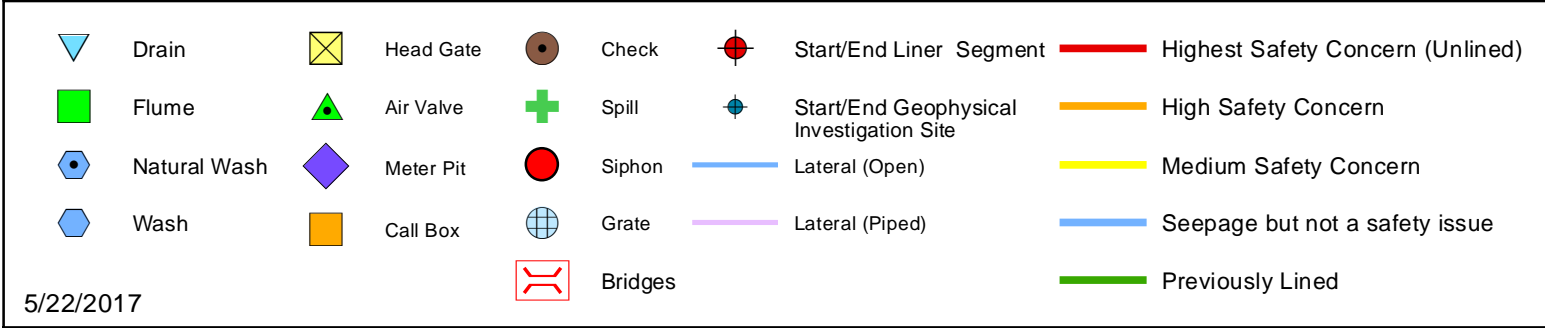 Drain
Flume
Natural Wash
Wash
Head Gate
Air Valve
Meter Pit
Call Box
Check
Spill
Siphon
Grate
Bridges
Start/End Liner Segment
Start/End Geophysical
Investigation Site
Lateral (Open)
Lateral (Piped)
Highest Safety Concern (Unlined)
High Safety Concern
Medium Safety Concern
Seepage but not a safety issue
Previously Lined
5/22/2017